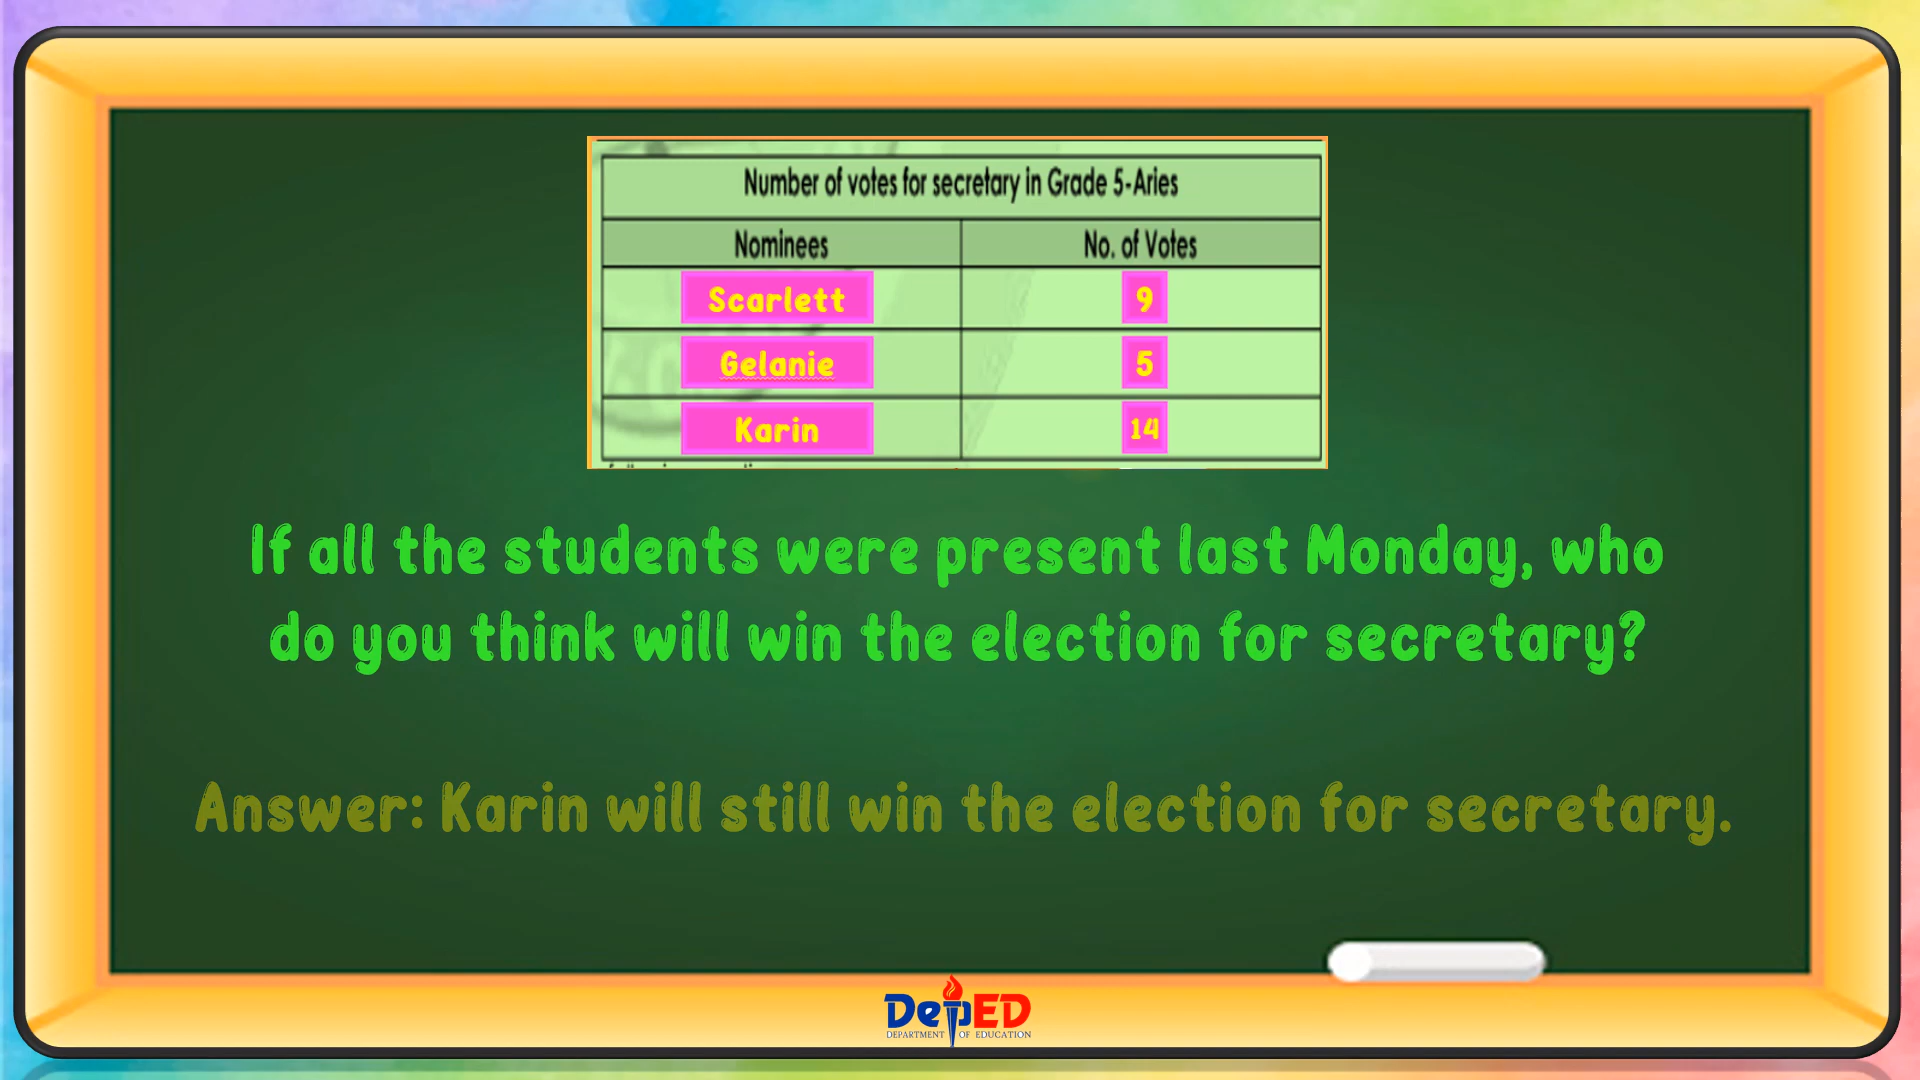 Number of votes for secretary in Grade 5-Aries
Nominees No. of Votes
Scarlett 9
Gelanie 5
Karin 14
If all the students were present last Monday, who
do you think will win the election for secretary?
Answer: Karin will still win the election for secretary.
DepED
DEPARTMENT OF EDUCATION